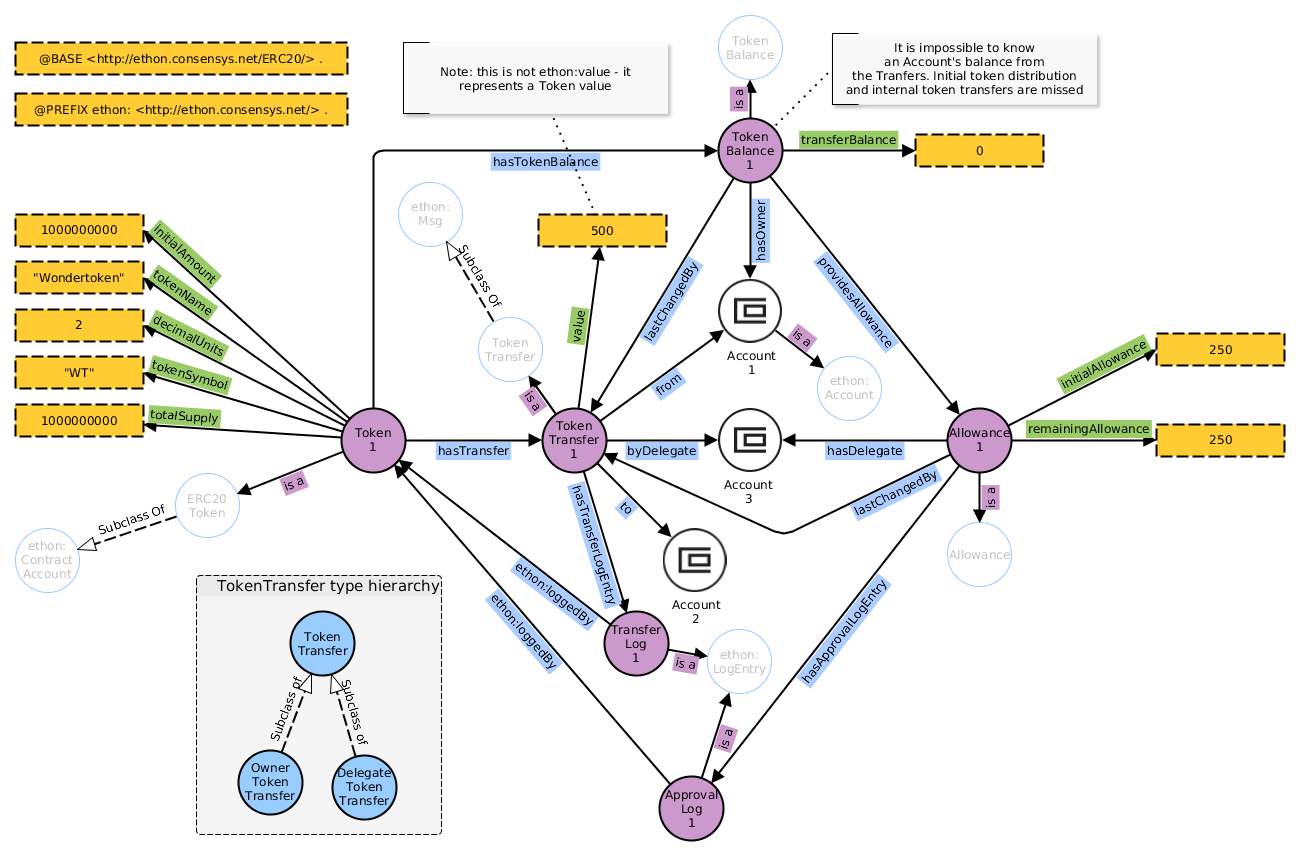 @BASE <http://ethon.consensys.net/ERC20/> .
@PREFIX ethon: <http://ethon.consensys.net/> .
Note: this is not ethon:value - it
represents a Token value
Token
Balance
It is impossible to know
an Account's balance from
the Tranfers. Initial token distribution
and internal token transfers are missed
is a
Token
Balance
1
transferBalance
0
hasTokenBalance
ethon:
Msg
500
hasOwner
1000000000
initialAmount
"Wondertoken"
tokenName
2
decimalUnits
"WT"
tokenSymbol
1000000000
totalSupply
Subclass Of
lastChangedBy
providesAllowance
value
Token
Transfer
is a
from
Account
1
is a
ethon:
Account
initialAllowance
250
remainingAllowance
250
Token
1
hasTransfer
Token
Transfer
1
byDelegate
Account
3
hasDelegate
Allowance
1
is a
ERC20
Token
Subclass Of
ethon:
Contract
Account
hasTransferLogEntry
to
lastChangedBy
is a
Allowance
Account
2
ethon:loggedBy
ethon:loggedBy
hasApprovalLogEntry
Transfer
Log
1
is a
ethon:
LogEntry
is a
Approval
Log
1
TokenTransfer type hierarchy
Token
Transfer
Subclass of
Subclass of
Owner
Token
Transfer
Delegate
Token
Transfer